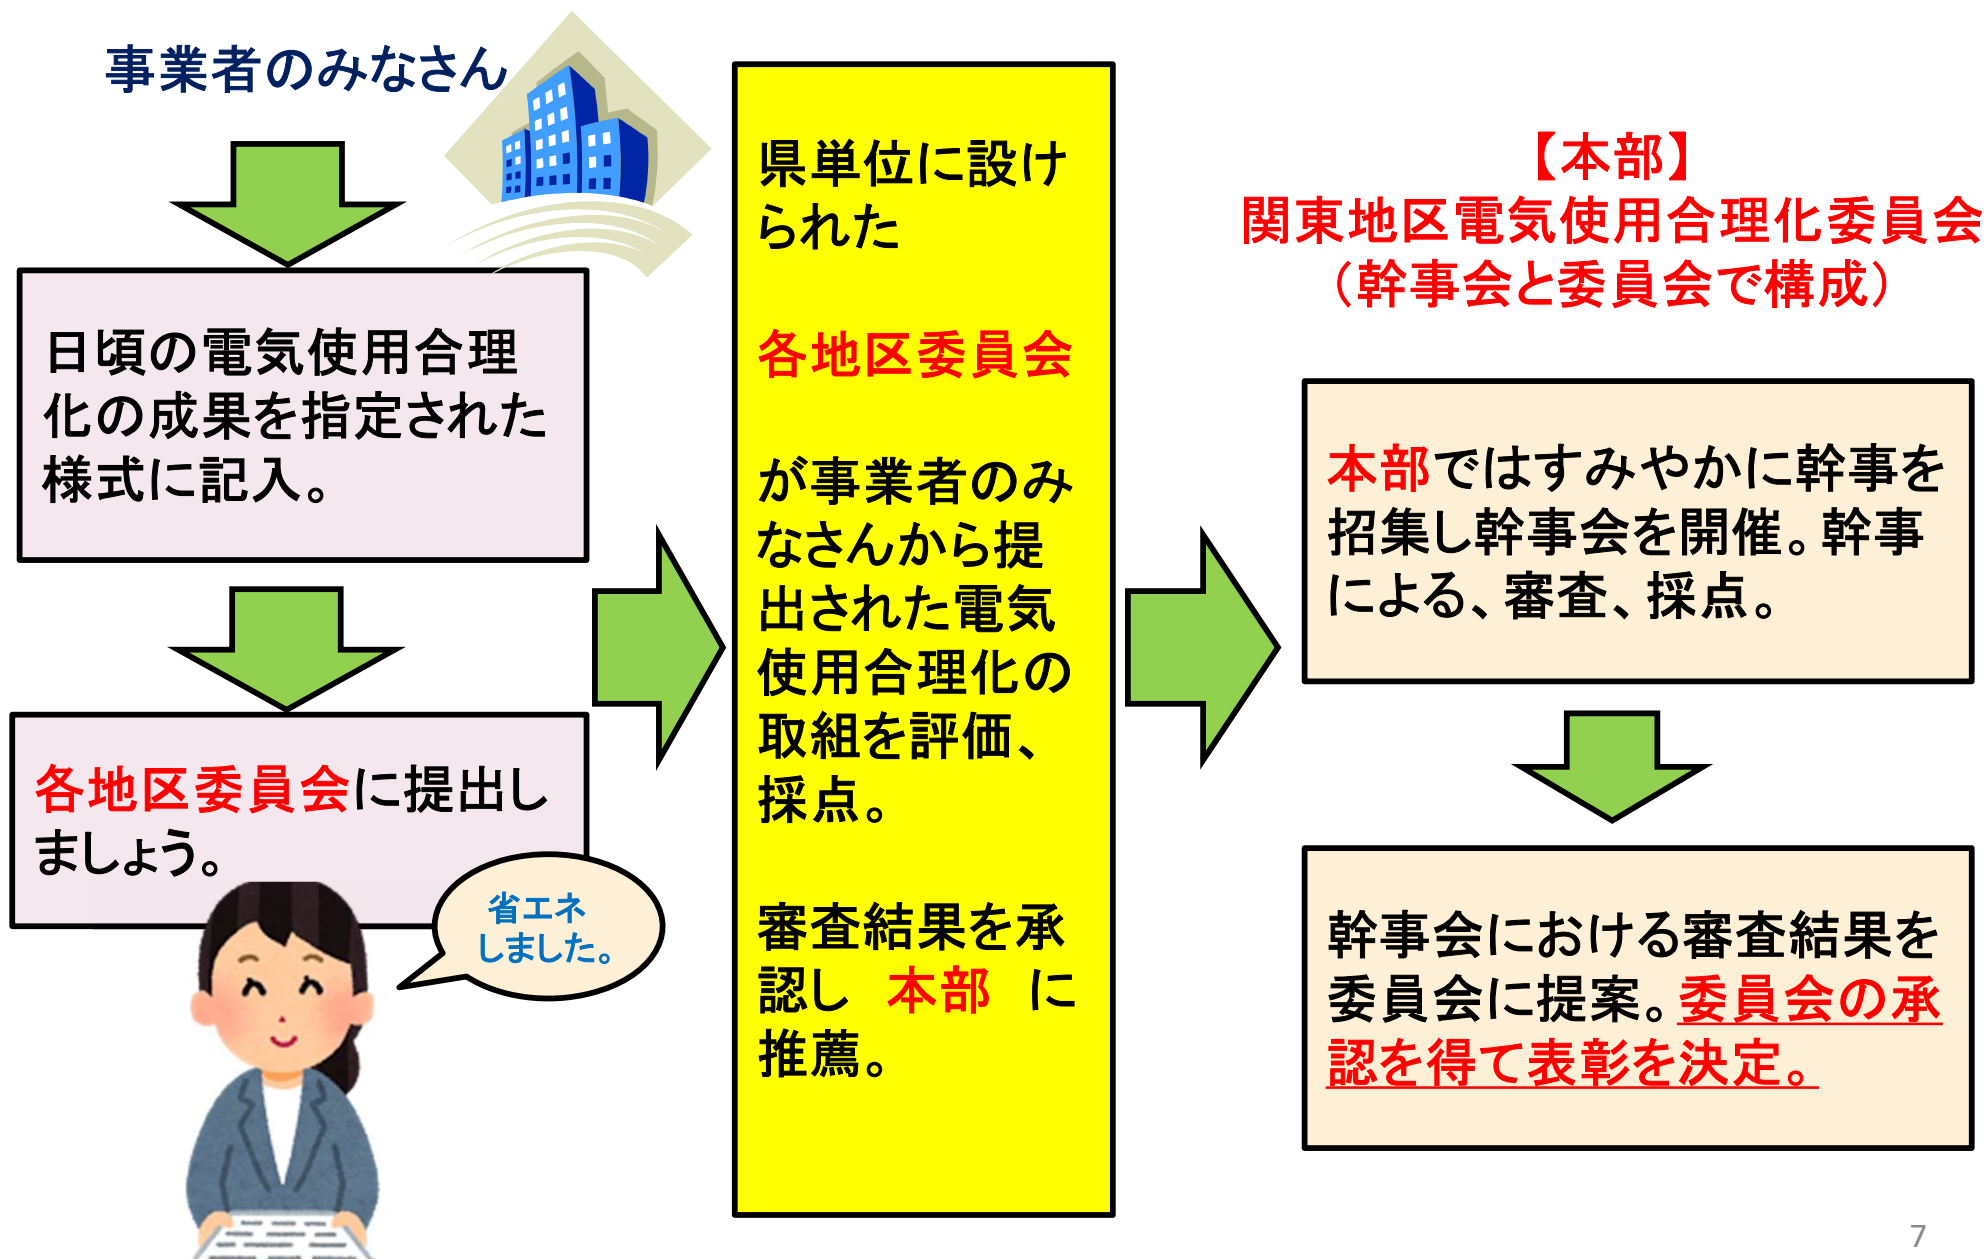 事業者のみなさん
日頃の電気使用合理
化の成果を指定された
様式に記入。
各地区委員会に提出し
ましょう。
省エネ
しました。
県単位に設け
られた
各地区委員会
が事業者のみ
なさんから提
出された電気
使用合理化の
取組を評価、
採点。
審査結果を承
認し　本部　に
推薦。
【本部】
関東地区電気使用合理化委員会
（幹事会と委員会で構成）
本部ではすみやかに幹事を
招集し幹事会を開催。幹事
による、審査、採点。
幹事会における審査結果を
委員会に提案。委員会の承
認を得て表彰を決定。
7